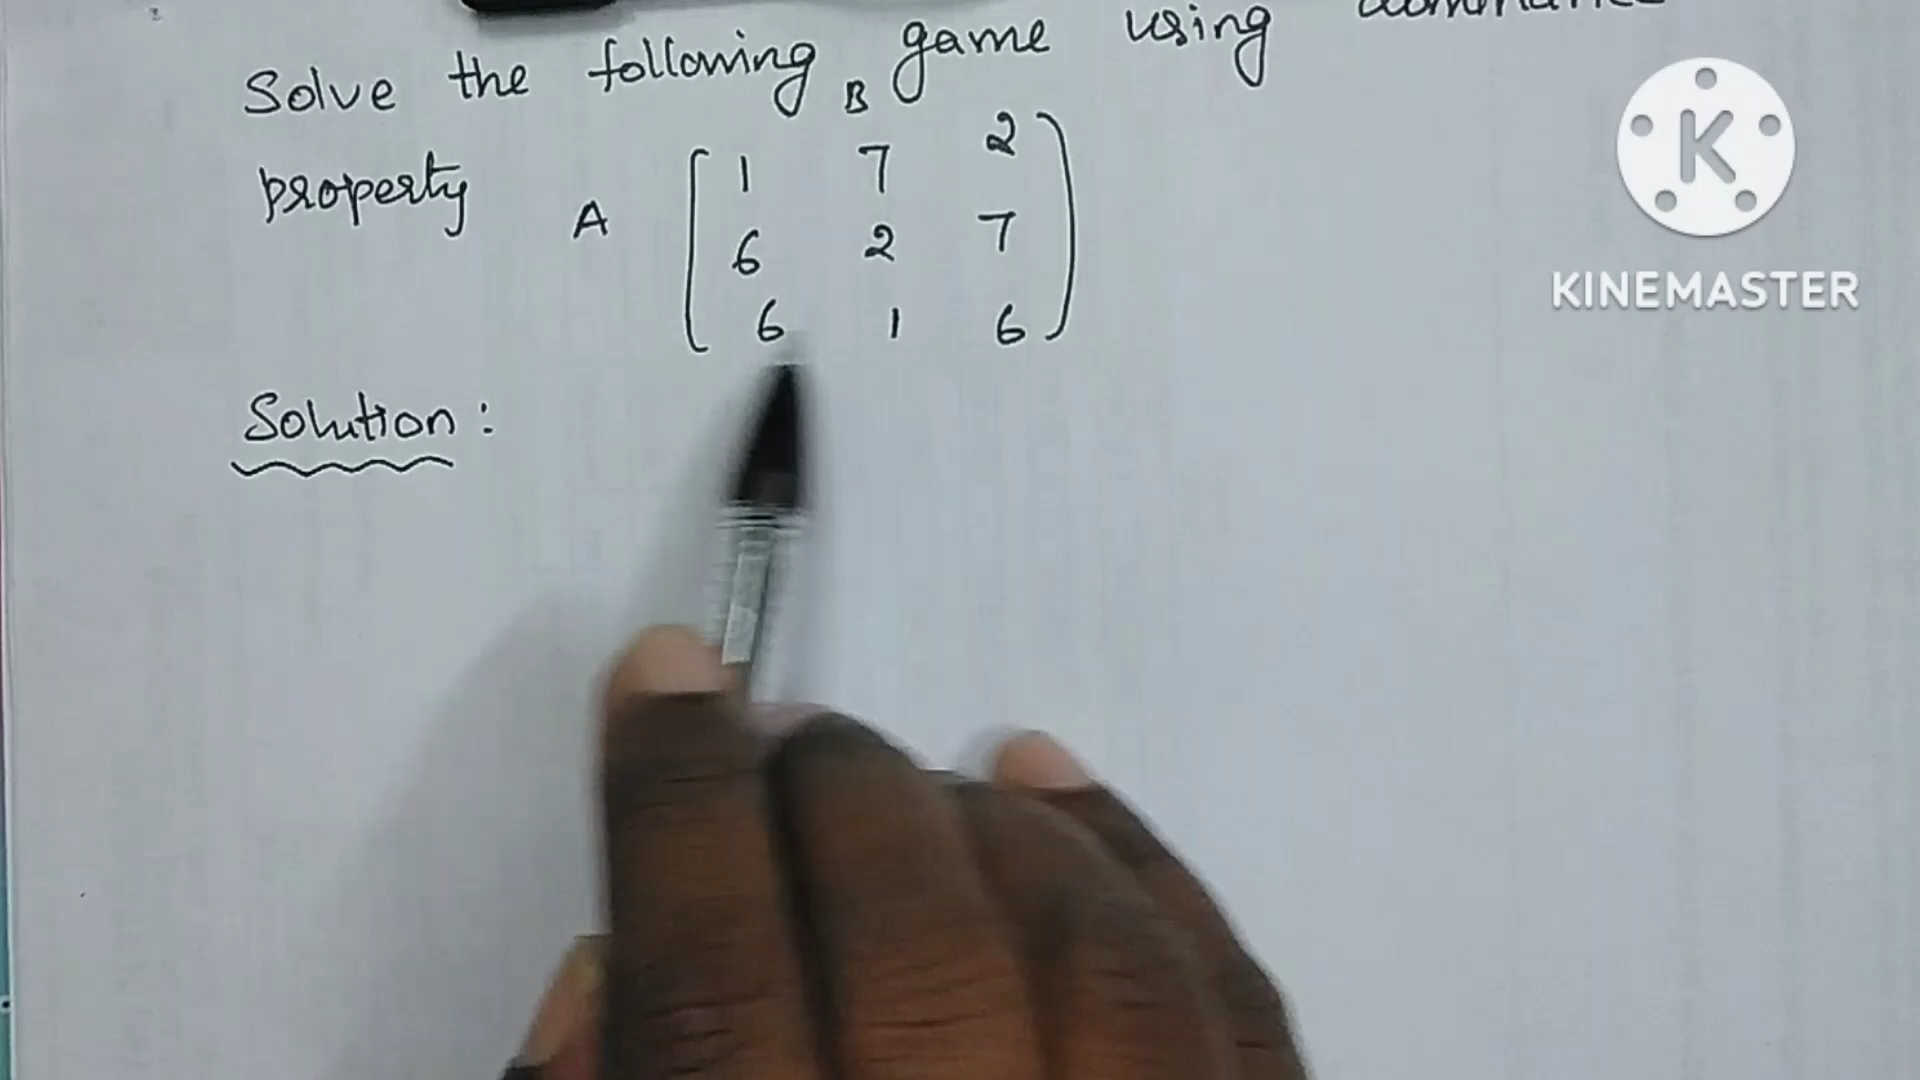 Solve the following game using
B
property A
1 7 2
6 2 7
6 1 6
Solution :
K
KINEMASTER